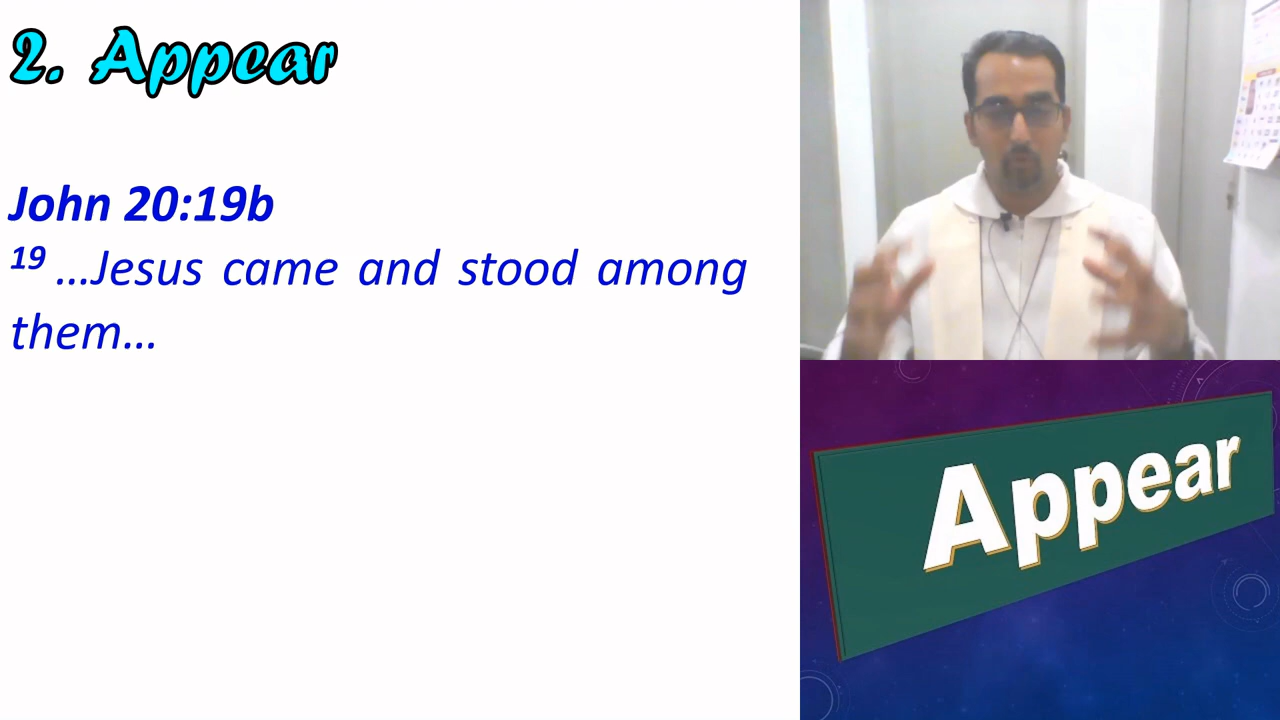 2. Appear
John 20:19b
19 …Jesus came and stood among
them…
Appear